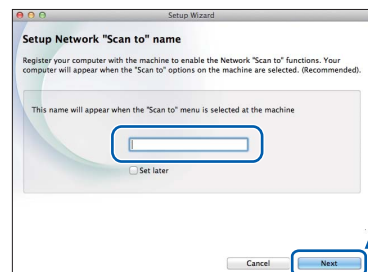 Setup Wizard
Setup Network "Scan to" name
Register your computer with the machine to enable the Network "Scan to" functions. Your
computer will appear when the "Scan to" options on the machine are selected. (Recommended).
This name will appear when the "Scan to" menu is selected at the machine
Set later
Cancel
Next